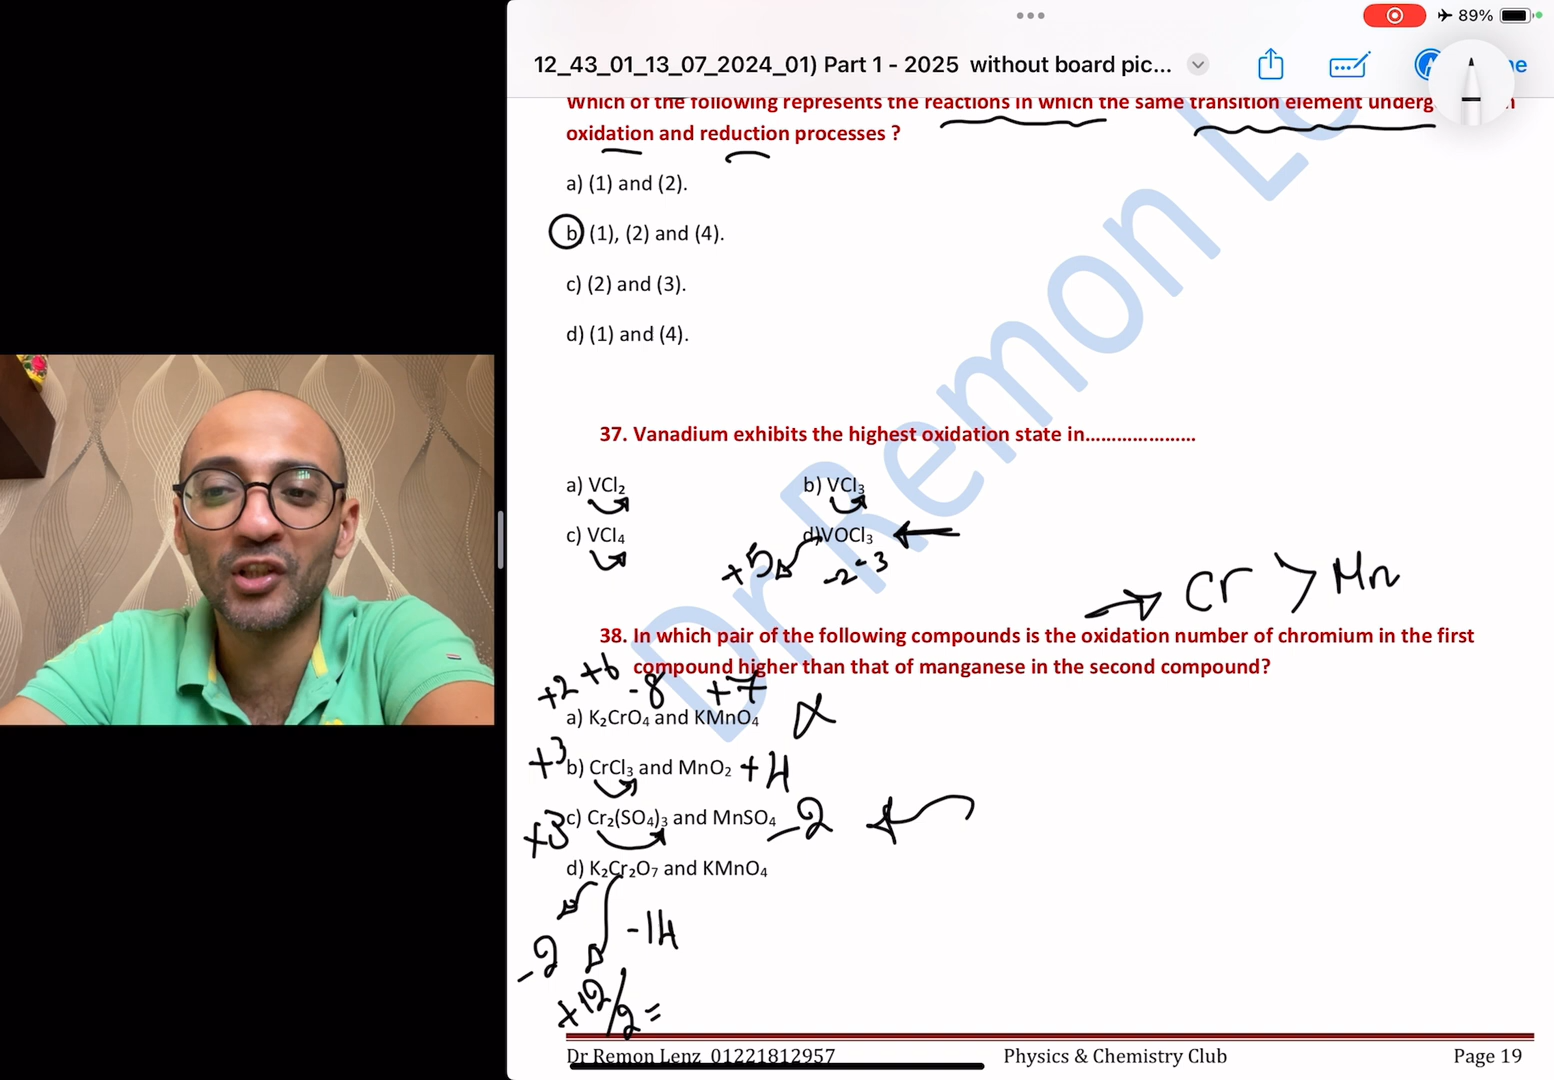 89%
12_43_01_13_07_2024_01) Part 1 - 2025 without board pic...
Which of the following represents the reactions in which the same transition element
oxidation and reduction processes ?
a) (1) and (2).
b) (1), (2) and (4).
c) (2) and (3).
d) (1) and (4).
37. Vanadium exhibits the highest oxidation state in.....................
a) VCl₂ b) VCl₃
c) VCl₄ d) VOCl₃
+5 -2 -3
Cr > Mn
38. In which pair of the following compounds is the oxidation number of chromium in the first
compound higher than that of manganese in the second compound?
+2 +6 -8 +7
a) K₂CrO₄ and KMnO₄
+3 b) CrCl₃ and MnO₂ +4
+3 c) Cr₂(SO₄)₃ and MnSO₄ -2
d) K₂Cr₂O₇ and KMnO₄
-14
-2
+12/2 =
Dr Remon Lenz 01221812957 Physics & Chemistry Club Page 19